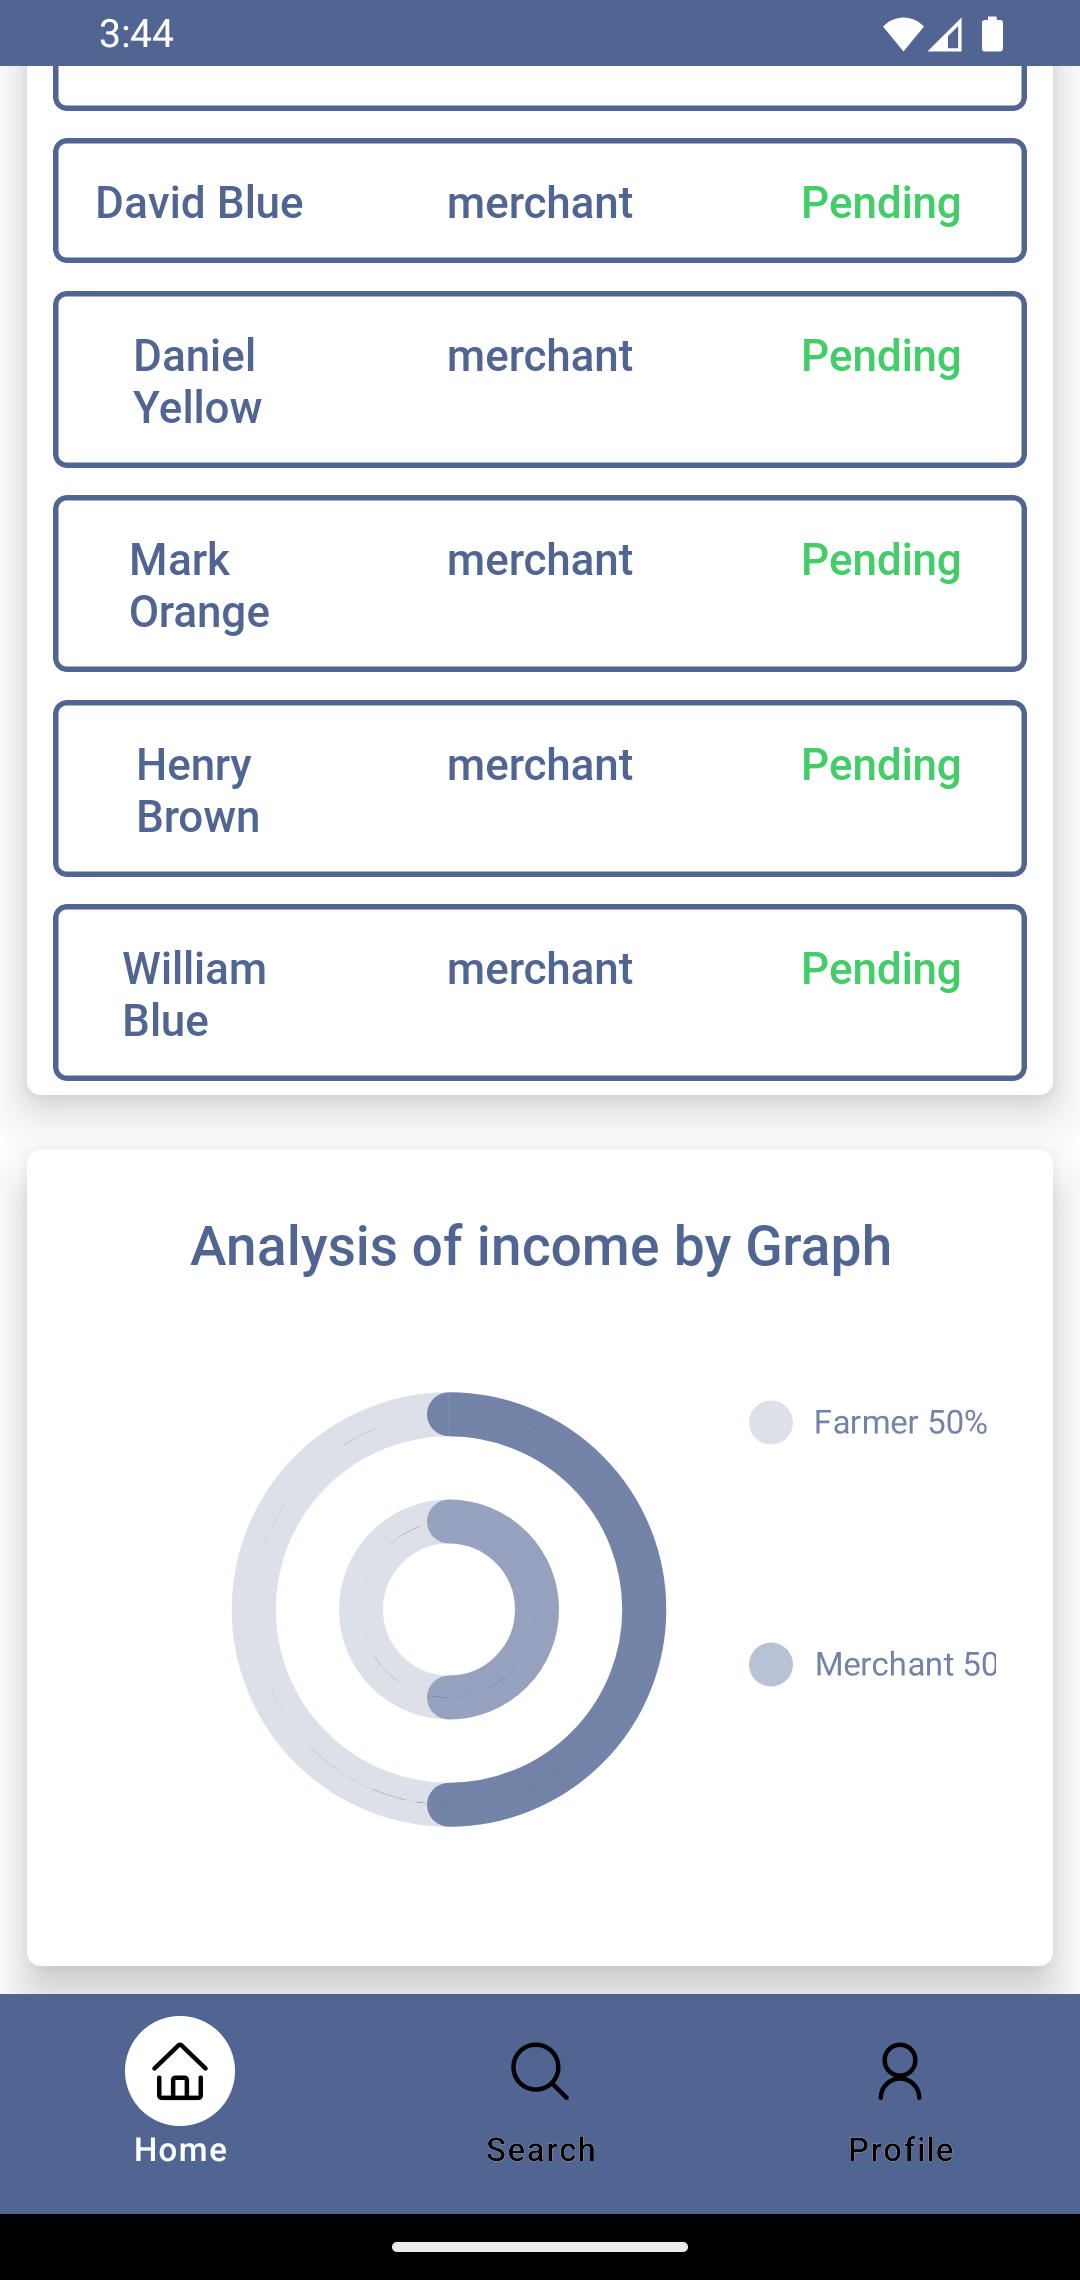 3:44
David Blue merchant Pending
Daniel merchant Pending
Yellow
Mark merchant Pending
Orange
Henry merchant Pending
Brown
William merchant Pending
Blue
Analysis of income by Graph
Farmer 50%
Merchant 50
Home Search Profile